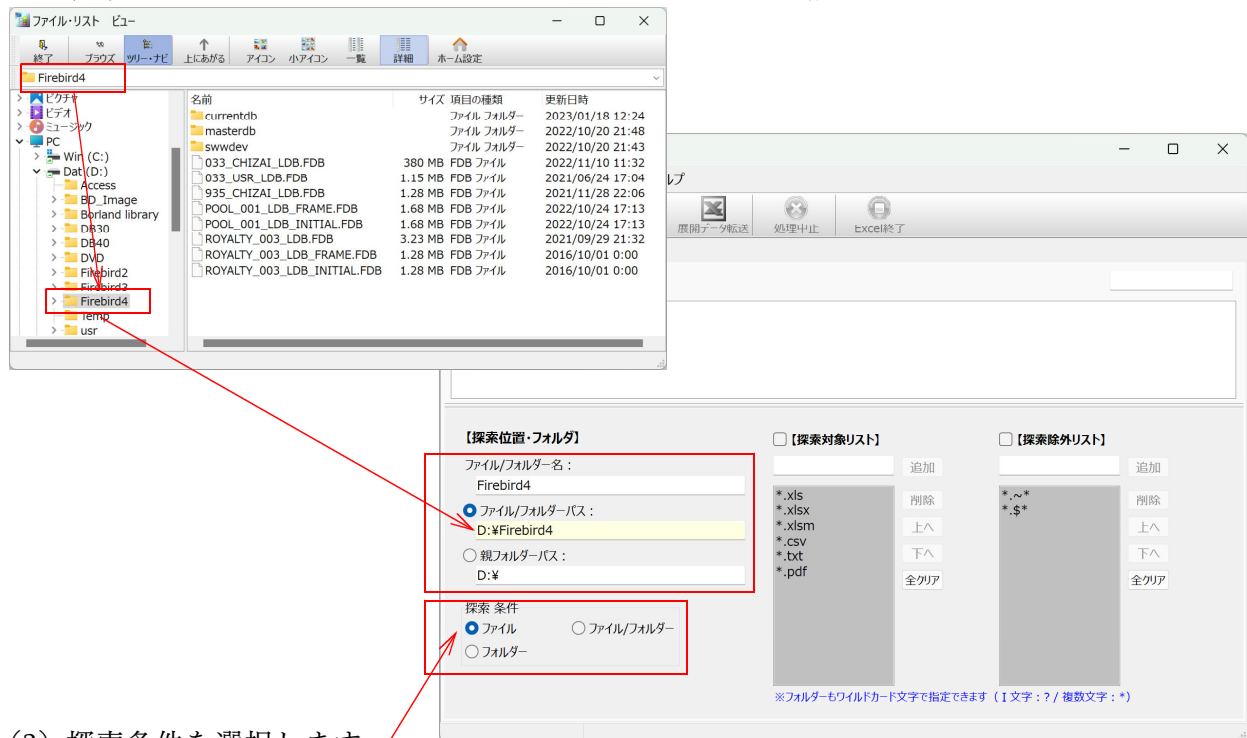 ファイル・リスト ビュー
終了 ブラウズ ツリー・ナビ 上にあがる アイコン 小アイコン 一覧 詳細 ホーム設定
Firebird4
ピクチャ
ビデオ
ミュージック
PC
Win (C:)
Dat (D:)
Access
BD_Image
Borland library
DB30
DB40
DVD
Firebird2
Firebird3
Firebird4
Temp
usr
名前 サイズ 項目の種類 更新日時
currentdb ファイル フォルダー 2023/01/18 12:24
masterdb ファイル フォルダー 2022/10/20 21:48
swwdev ファイル フォルダー 2022/10/20 21:43
033_CHIZAI_LDB.FDB 380 MB FDB ファイル 2022/11/10 11:32
033_USR_LDB.FDB 1.15 MB FDB ファイル 2021/06/24 17:04
935_CHIZAI_LDB.FDB 1.28 MB FDB ファイル 2021/11/28 22:06
POOL_001_LDB_FRAME.FDB 1.68 MB FDB ファイル 2022/10/24 17:13
POOL_001_LDB_INITIAL.FDB 1.68 MB FDB ファイル 2022/10/24 17:13
ROYALTY_003_LDB.FDB 3.23 MB FDB ファイル 2021/09/29 21:32
ROYALTY_003_LDB_FRAME.FDB 1.28 MB FDB ファイル 2016/10/01 0:00
ROYALTY_003_LDB_INITIAL.FDB 1.28 MB FDB ファイル 2016/10/01 0:00
ルプ
展開データ転送 処理中止 Excel終了
【探索位置・フォルダ】
ファイル/フォルダー名：
Firebird4
ファイル/フォルダーパス：
D:¥Firebird4
親フォルダーパス：
D:¥
探索 条件
ファイル ファイル/フォルダー
フォルダー
【探索対象リスト】
追加
*.xls
*.xlsx
*.xlsm
*.csv
*.txt
*.pdf
削除
上へ
下へ
全クリア
【探索除外リスト】
追加
*.~*
*.$*
削除
上へ
下へ
全クリア
※フォルダーもワイルドカード文字で指定できます（１文字：? / 複数文字：*）
(2) 探索条件を選択します